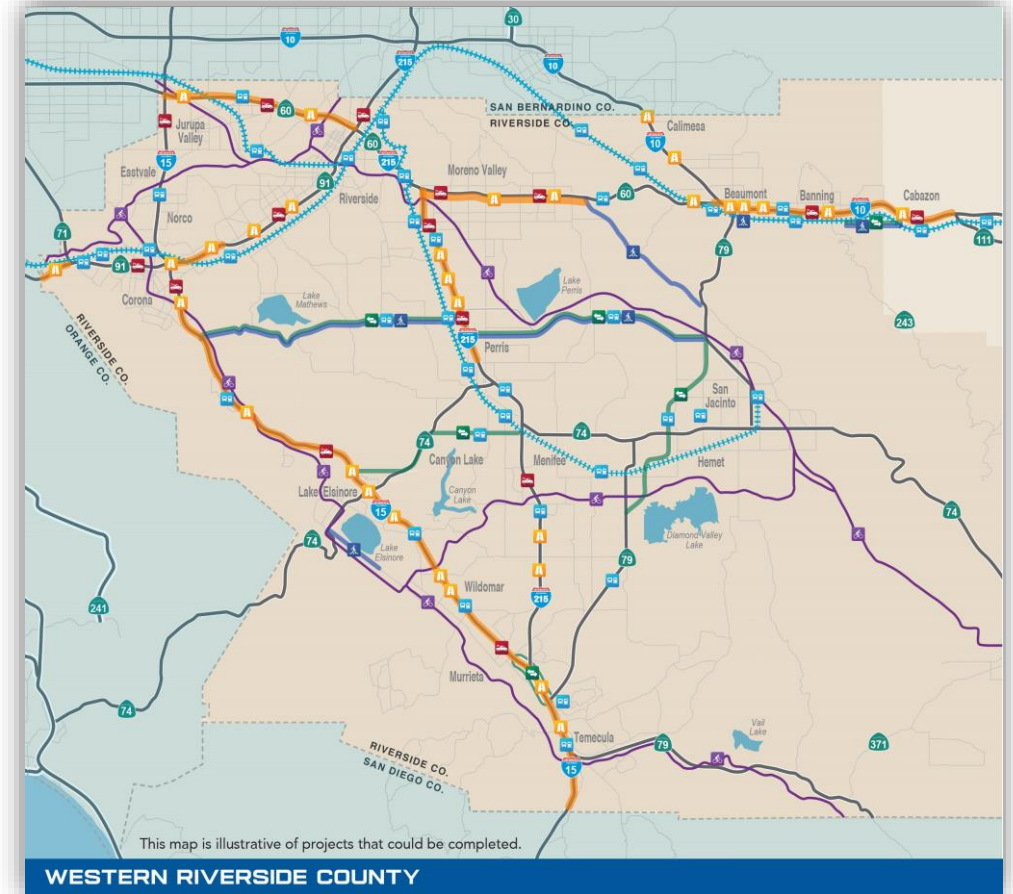 30
10
215
10
SAN BERNARDINO CO.
RIVERSIDE CO.
Calimesa
60
Jurupa
Valley
60
10
15
Eastvale
215
Moreno Valley
91
60
Beaumont
Banning
Cabazon
10
Norco
Riverside
71
79
111
91
Corona
Lake
Mathews
Lake
Perris
243
RIVERSIDE CO.
ORANGE CO.
215
Perris
San
Jacinto
74
74
Canyon Lake
Menifee
Hemet
Lake Elsinore
Canyon
Lake
15
74
74
Lake
Elsinore
Diamond Valley
Lake
79
241
Wildomar
215
Murrieta
74
Vail
Lake
Temecula
79
371
RIVERSIDE CO.
SAN DIEGO CO.
15
This map is illustrative of projects that could be completed.
WESTERN RIVERSIDE COUNTY